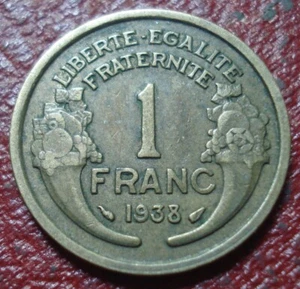 LIBERTE·EGALITE
FRATERNITE
1
FRANC
1938